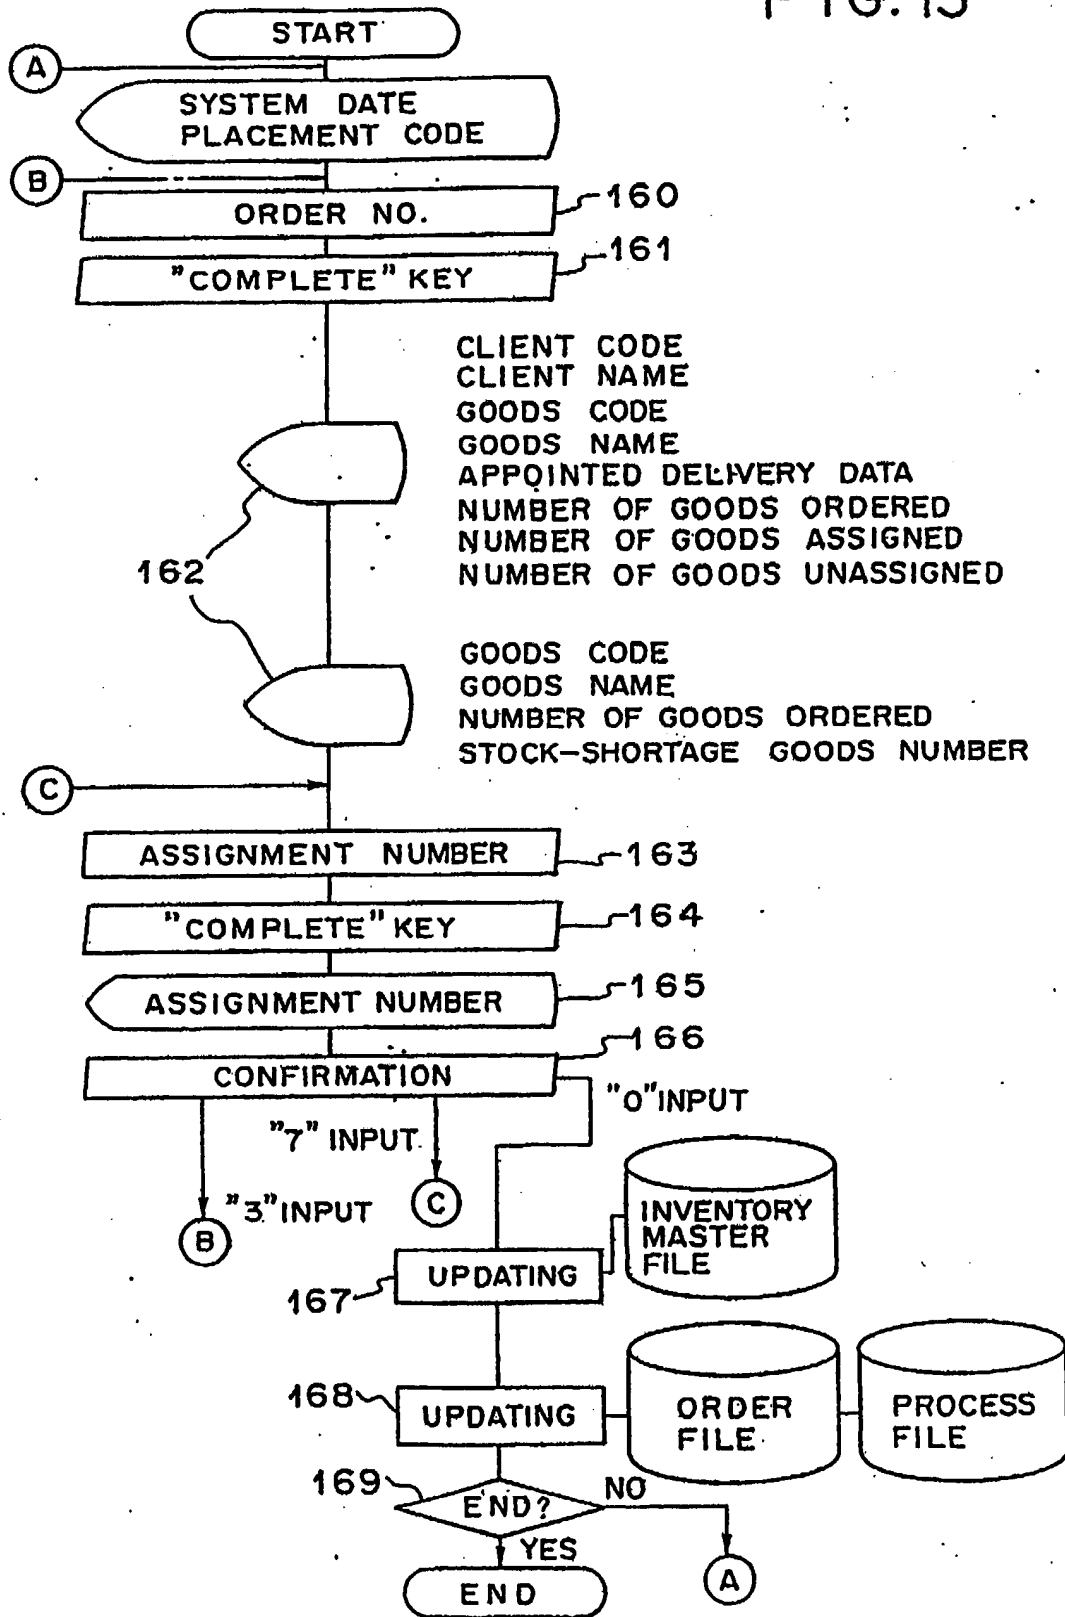 FIG. 15
START
A
SYSTEM DATE
PLACEMENT CODE
B
ORDER NO.
160
"COMPLETE" KEY
161
CLIENT CODE
CLIENT NAME
GOODS CODE
GOODS NAME
APPOINTED DELIVERY DATA
NUMBER OF GOODS ORDERED
NUMBER OF GOODS ASSIGNED
NUMBER OF GOODS UNASSIGNED
162
GOODS CODE
GOODS NAME
NUMBER OF GOODS ORDERED
STOCK-SHORTAGE GOODS NUMBER
C
ASSIGNMENT NUMBER
163
"COMPLETE" KEY
164
ASSIGNMENT NUMBER
165
CONFIRMATION
166
"0" INPUT
"7" INPUT
"3" INPUT
C
B
INVENTORY
MASTER
FILE
UPDATING
167
168
UPDATING
ORDER
FILE
PROCESS
FILE
169
END?
NO
YES
END
A